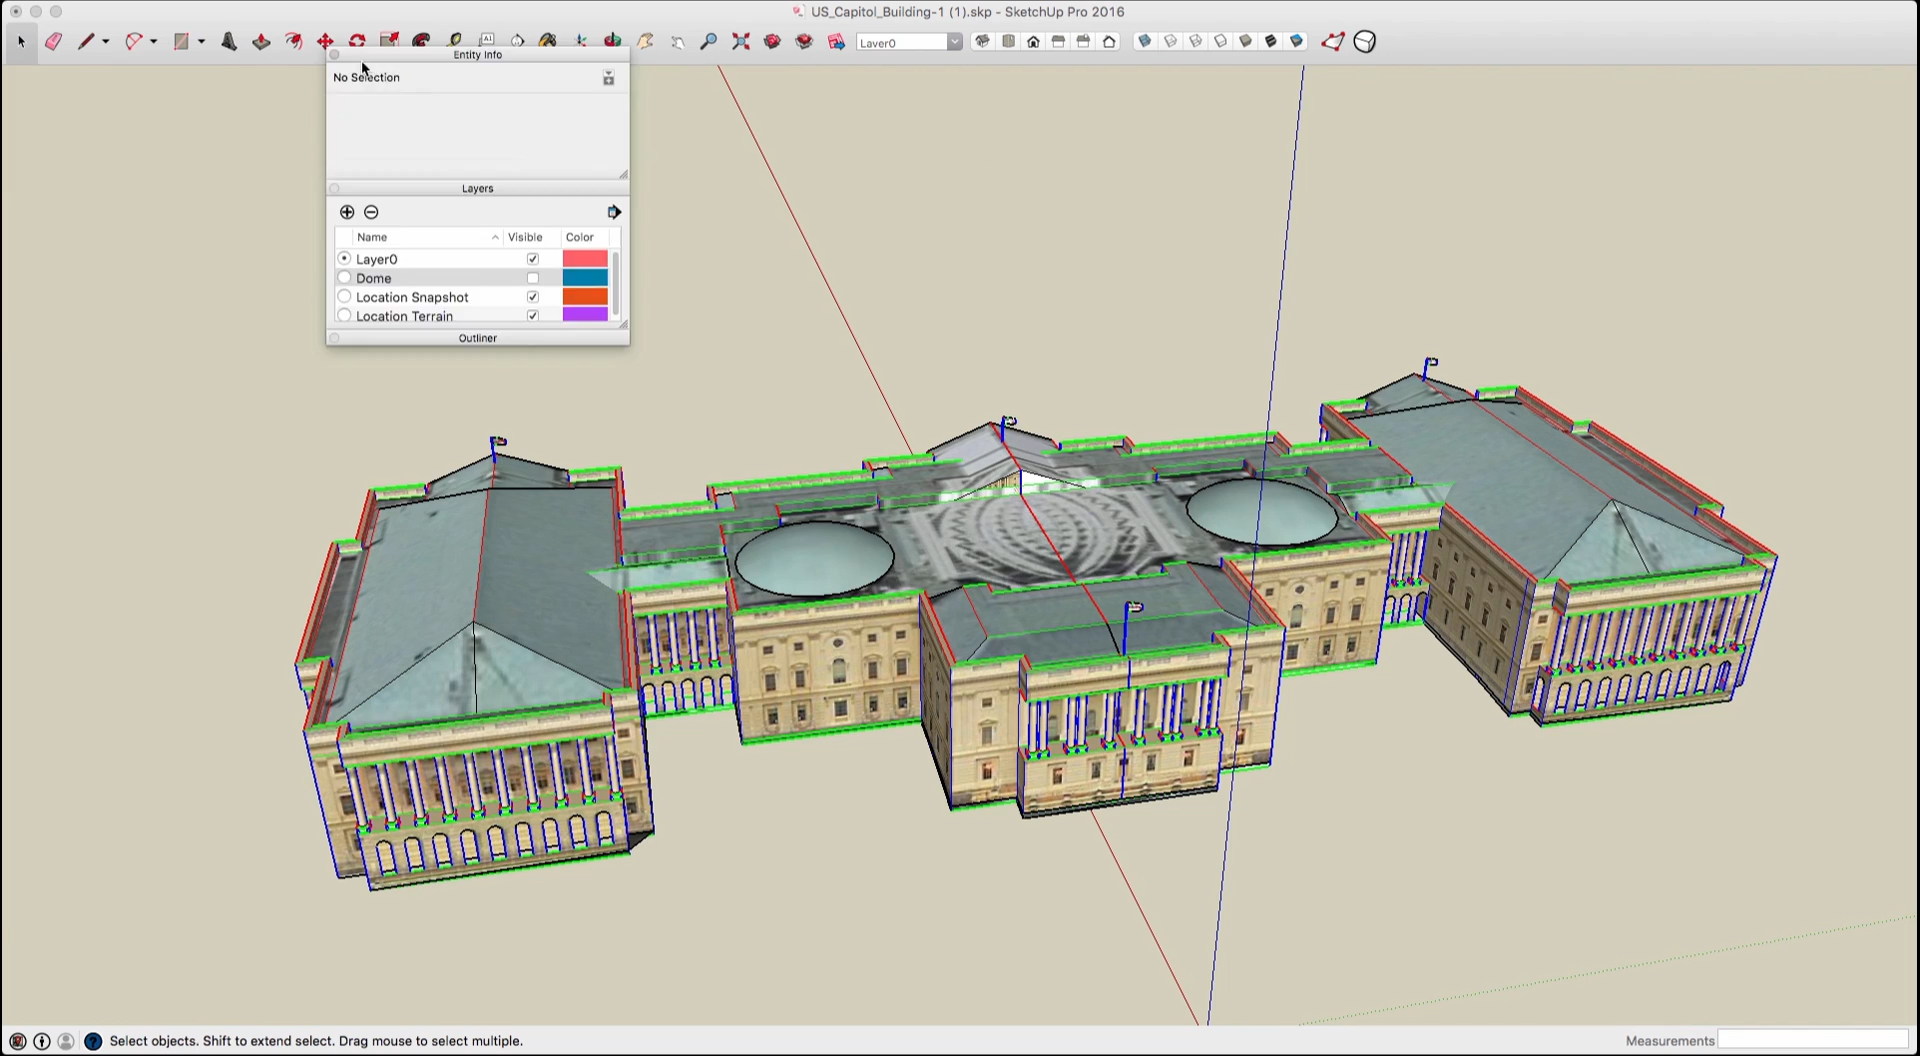 US_Capitol_Building-1 (1).skp - SketchUp Pro 2016
A1
Layer0
Entity Info
No Selection
Layers
Name Visible Color
Layer0
Dome
Location Snapshot
Location Terrain
Outliner
Select objects. Shift to extend select. Drag mouse to select multiple.
Measurements